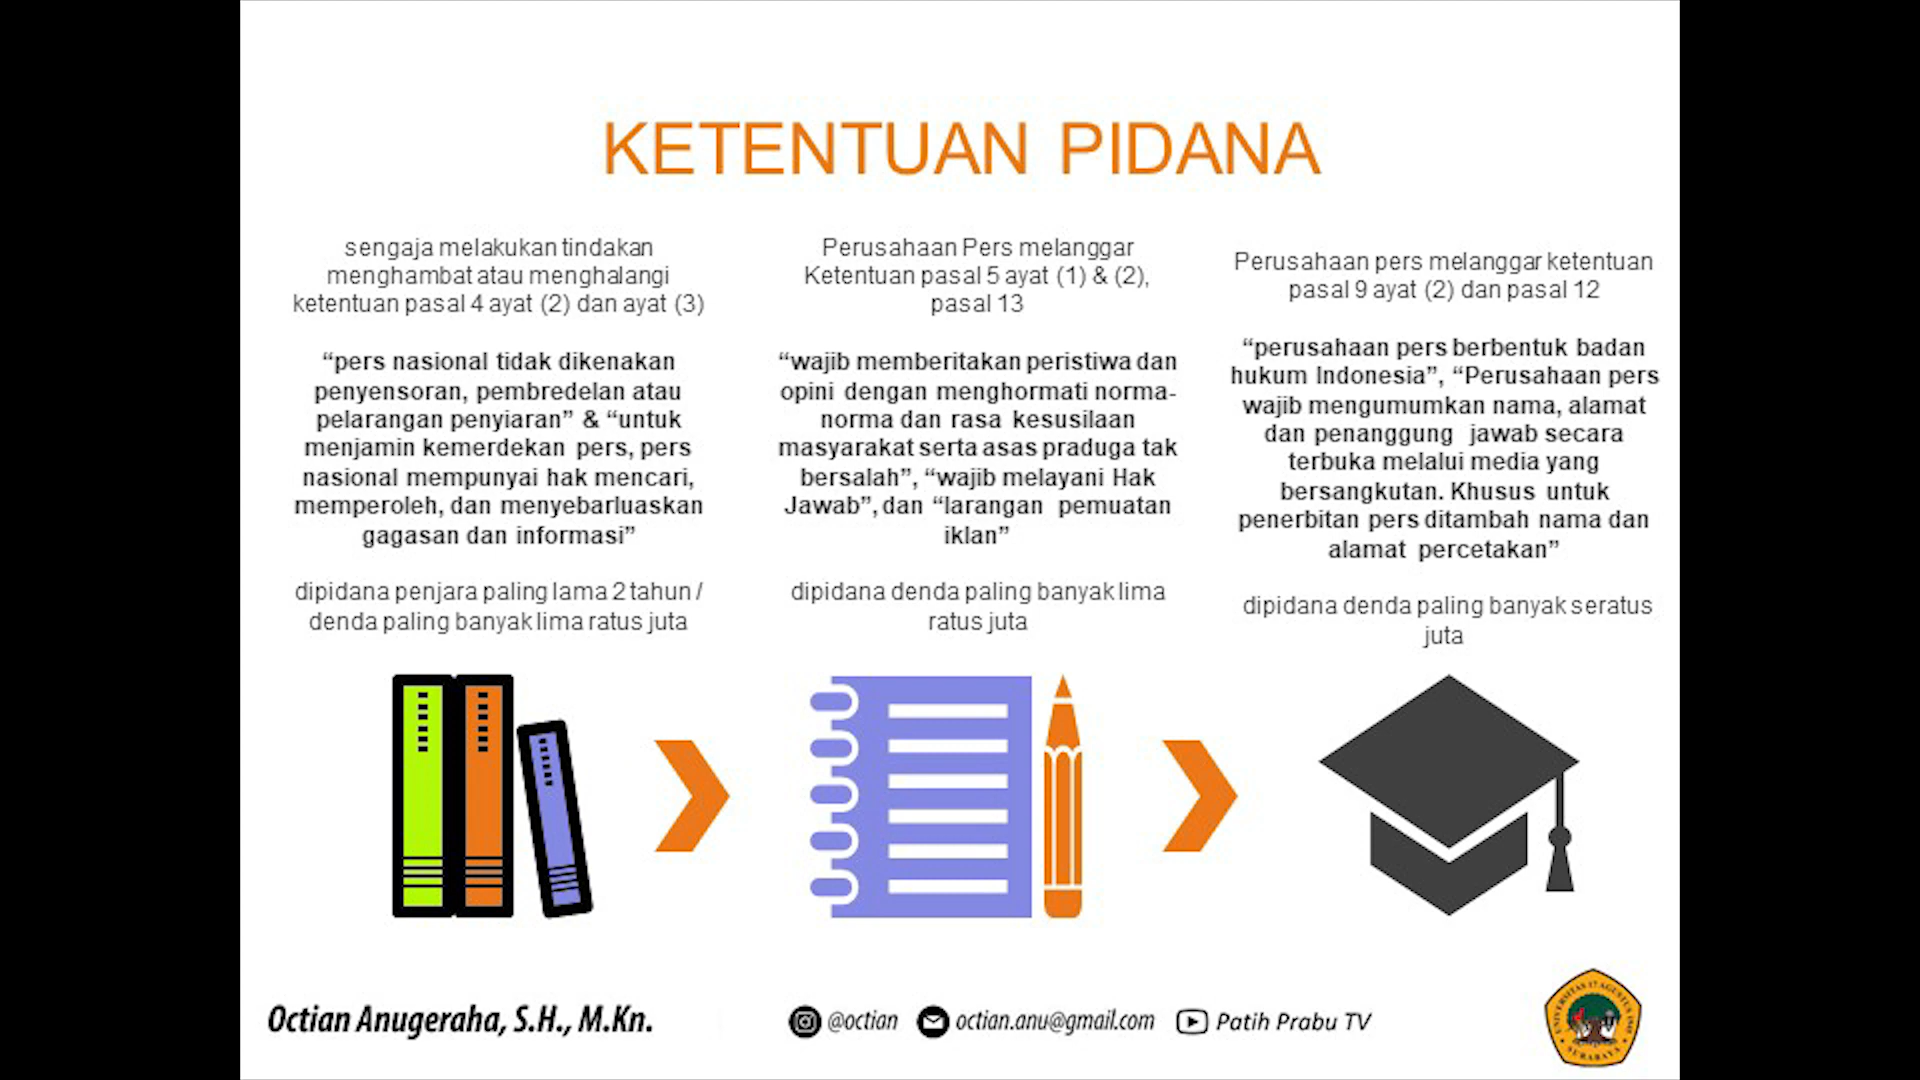 KETENTUAN PIDANA
sengaja melakukan tindakan
menghambat atau menghalangi
ketentuan pasal 4 ayat (2) dan ayat (3)
“pers nasional tidak dikenakan
penyensoran, pembredelan atau
pelarangan penyiaran” & “untuk
menjamin kemerdekan pers, pers
nasional mempunyai hak mencari,
memperoleh, dan menyebarluaskan
gagasan dan informasi”
dipidana penjara paling lama 2 tahun /
denda paling banyak lima ratus juta
Perusahaan Pers melanggar
Ketentuan pasal 5 ayat (1) & (2),
pasal 13
“wajib memberitakan peristiwa dan
opini dengan menghormati norma-
norma dan rasa kesusilaan
masyarakat serta asas praduga tak
bersalah”, “wajib melayani Hak
Jawab”, dan “larangan pemuatan
iklan”
dipidana denda paling banyak lima
ratus juta
Perusahaan pers melanggar ketentuan
pasal 9 ayat (2) dan pasal 12
“perusahaan pers berbentuk badan
hukum Indonesia”, “Perusahaan pers
wajib mengumumkan nama, alamat
dan penanggung jawab secara
terbuka melalui media yang
bersangkutan. Khusus untuk
penerbitan pers ditambah nama dan
alamat percetakan”
dipidana denda paling banyak seratus
juta
Octian Anugeraha, S.H., M.Kn.
@octian
octian.anu@gmail.com
Patih Prabu TV
UNIVERSITAS 17 AGUSTUS 1945
SURABAYA